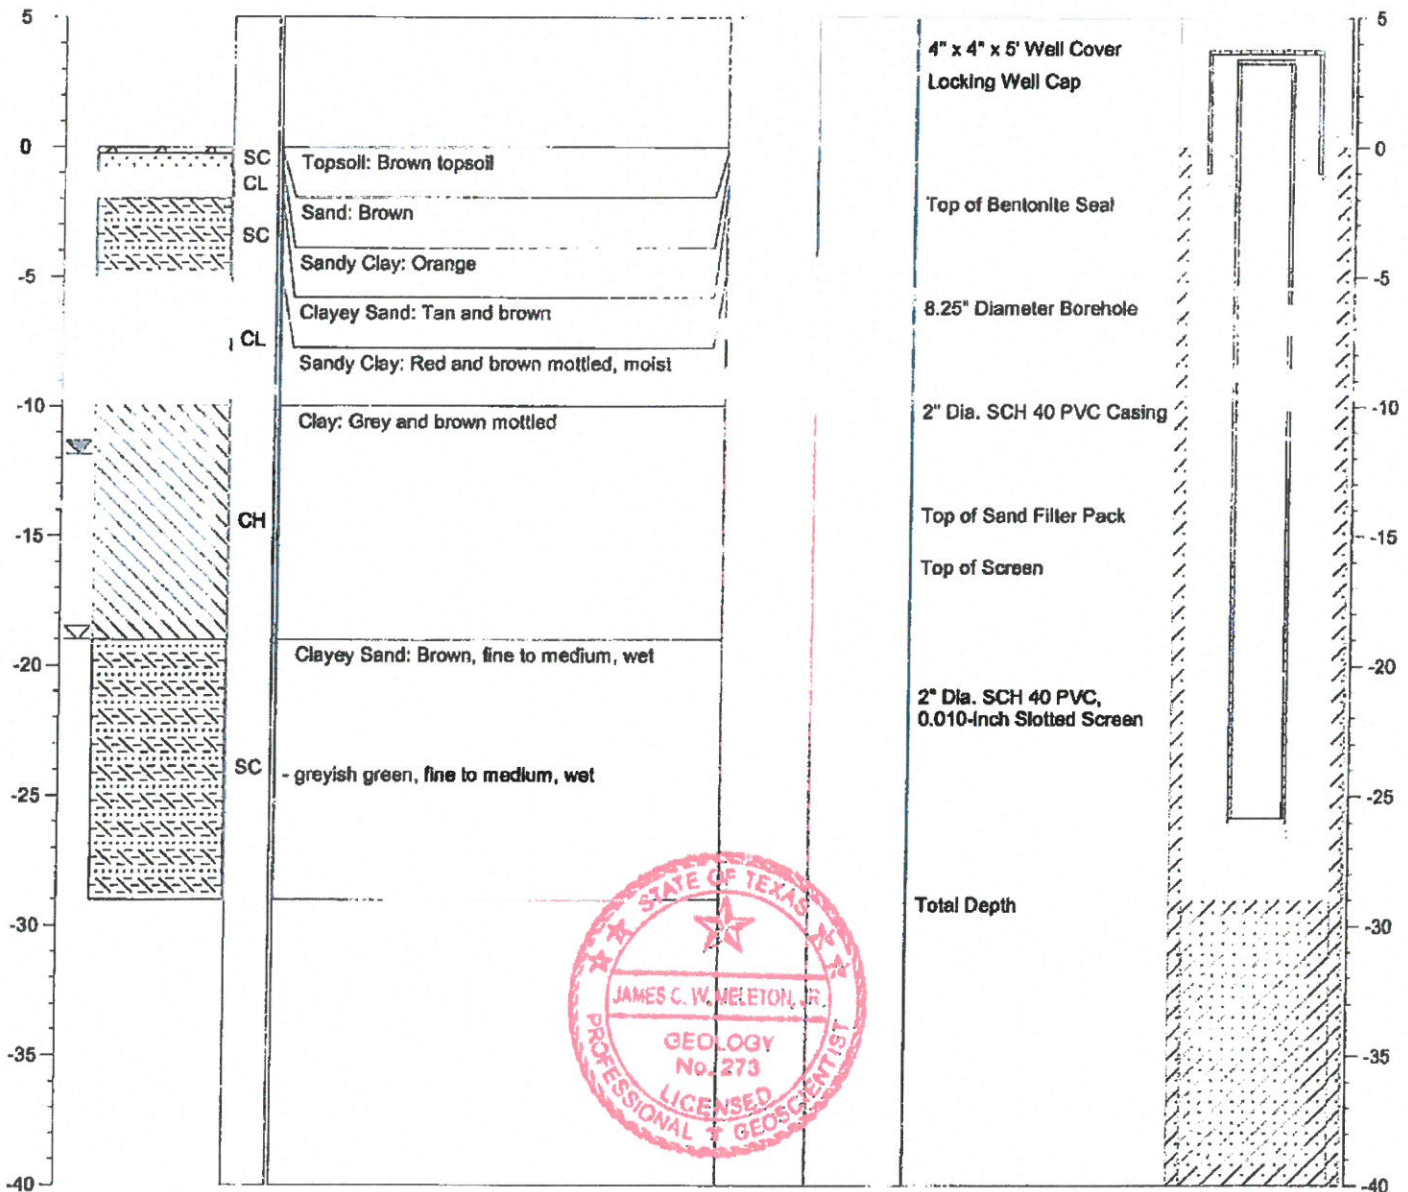 5
0
-5
-10
-15
-20
-25
-30
-35
-40
SC
CL
SC
CL
CH
SC
Topsoil: Brown topsoil
Sand: Brown
Sandy Clay: Orange
Clayey Sand: Tan and brown
Sandy Clay: Red and brown mottled, moist
Clay: Grey and brown mottled
Clayey Sand: Brown, fine to medium, wet
- greyish green, fine to medium, wet
4" x 4" x 5' Well Cover
Locking Well Cap
Top of Bentonite Seal
8.25" Diameter Borehole
2" Dia. SCH 40 PVC Casing
Top of Sand Filter Pack
Top of Screen
2" Dia. SCH 40 PVC,
0.010-inch Slotted Screen
Total Depth
5
0
-5
-10
-15
-20
-25
-30
-35
-40
STATE OF TEXAS
JAMES C. W. MELETON, JR.
GEOLOGY
No. 273
LICENSED
PROFESSIONAL GEOSCIENTIST